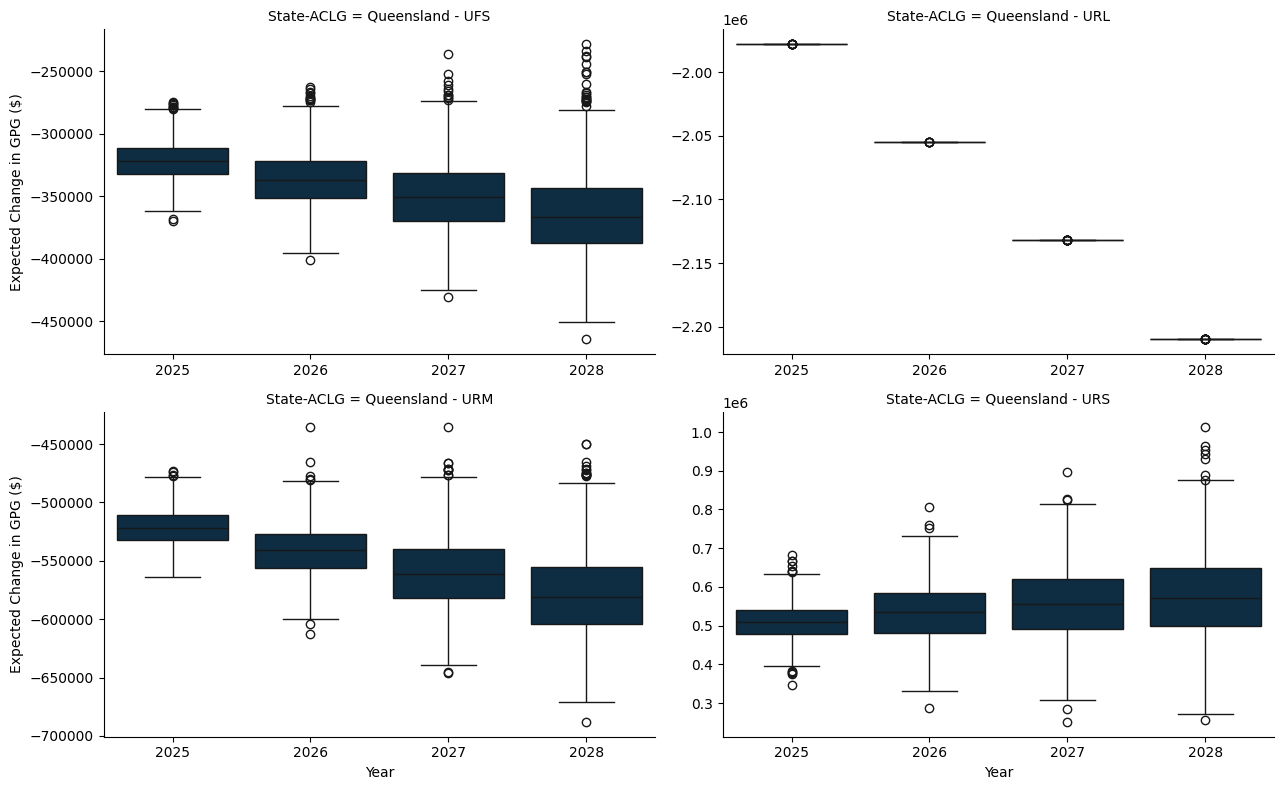 State-ACLG = Queensland - UFS
Expected Change in GPG ($)
−250000
−300000
−350000
−400000
−450000
2025 2026 2027 2028
State-ACLG = Queensland - URL
1e6
−2.00
−2.05
−2.10
−2.15
−2.20
2025 2026 2027 2028
State-ACLG = Queensland - URM
Expected Change in GPG ($)
−450000
−500000
−550000
−600000
−650000
−700000
2025 2026 2027 2028
Year
State-ACLG = Queensland - URS
1e6
1.0
0.9
0.8
0.7
0.6
0.5
0.4
0.3
2025 2026 2027 2028
Year